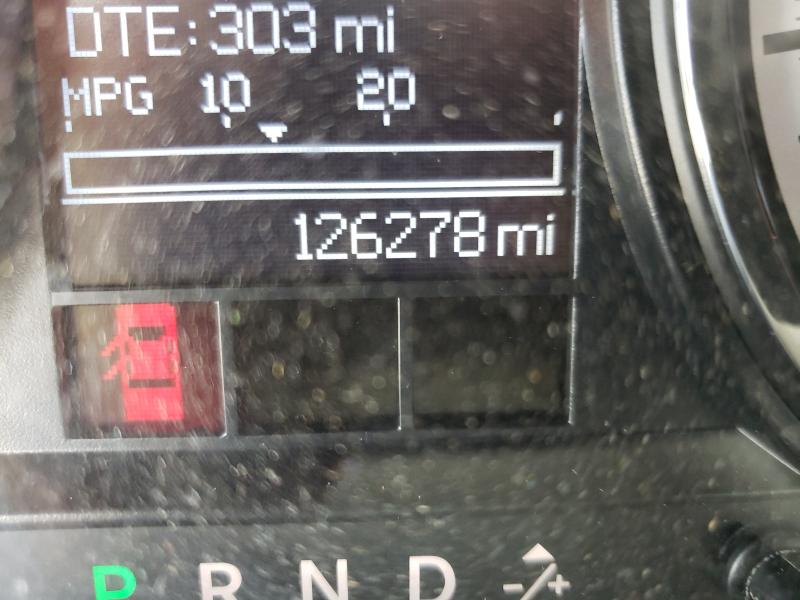 DTE: 303 mi
MPG 10 20
126278 mi
P R N D -/+